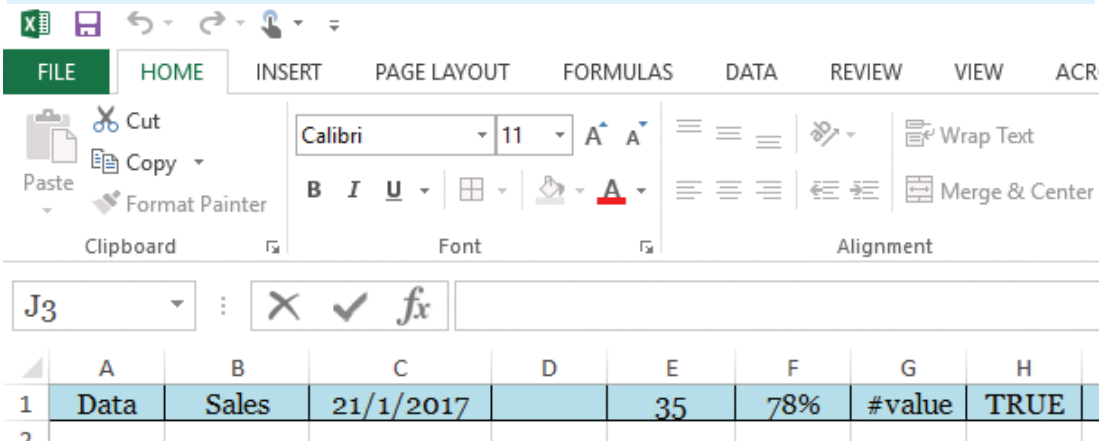 FILE HOME INSERT PAGE LAYOUT FORMULAS DATA REVIEW VIEW ACR
Cut
Copy
Paste
Format Painter
Calibri 11 A A
B I U A
Wrap Text
Merge & Center
Clipboard Font Alignment
J3 fx
A B C D E F G H
1 Data Sales 21/1/2017 35 78% #value TRUE